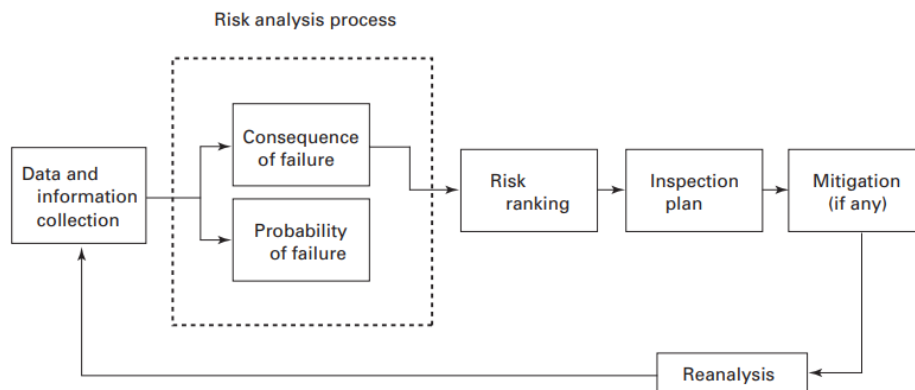 Risk analysis process
Consequence
of failure
Data and
information
collection
Probability
of failure
Risk
ranking
Inspection
plan
Mitigation
(if any)
Reanalysis